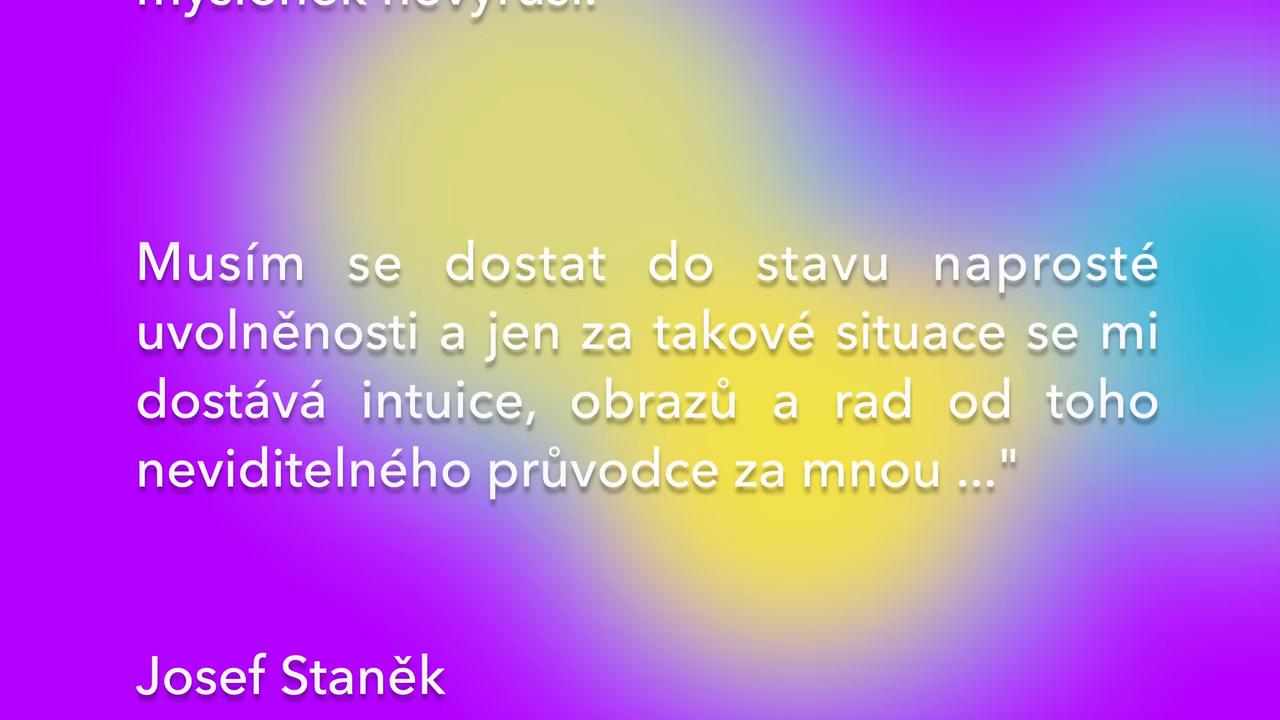 Musím se dostat do stavu naprosté
uvolněnosti a jen za takové situace se mi
dostává intuice, obrazů a rad od toho
neviditelného průvodce za mnou ..."
Josef Staněk